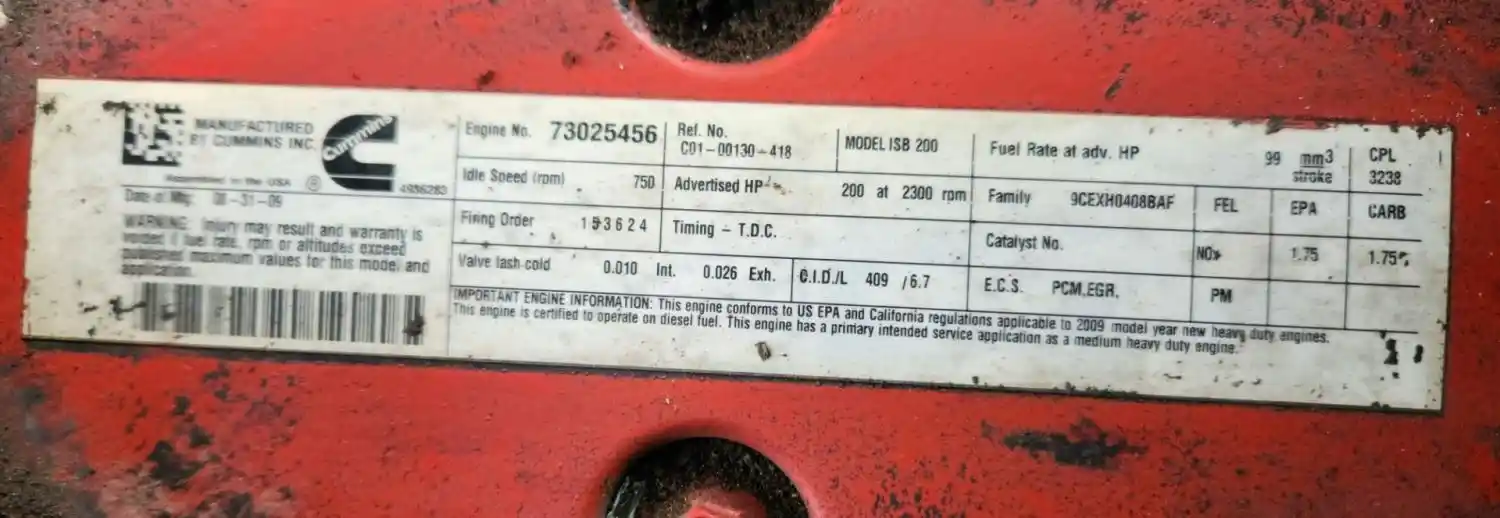 MANUFACTURED
BY CUMMINS INC.
Cummins
4936263
Date of Mfg. 08-31-09
WARNING: Injury may result and warranty is
voided if fuel rate, rpm or altitudes exceed
published maximum values for this model and
application.
Engine No. 73025456
Ref. No.
C01-00130-418
MODEL ISB 200
Fuel Rate at adv. HP 99 mm3
stroke
CPL
3238
Idle Speed (rpm) 750
Advertised HP 200 at 2300 rpm
Family 9CEXH0408BAF
FEL EPA CARB
Firing Order 153624
Timing - T.D.C.
Catalyst No.
NOx 1.75 1.75
Valve lash cold 0.010 Int. 0.026 Exh.
C.I.D./L 409 /6.7
E.C.S. PCM,EGR,
PM
IMPORTANT ENGINE INFORMATION: This engine conforms to US EPA and California regulations applicable to 2009 model year new heavy duty engines.
This engine is certified to operate on diesel fuel. This engine has a primary intended service application as a medium heavy duty engine.